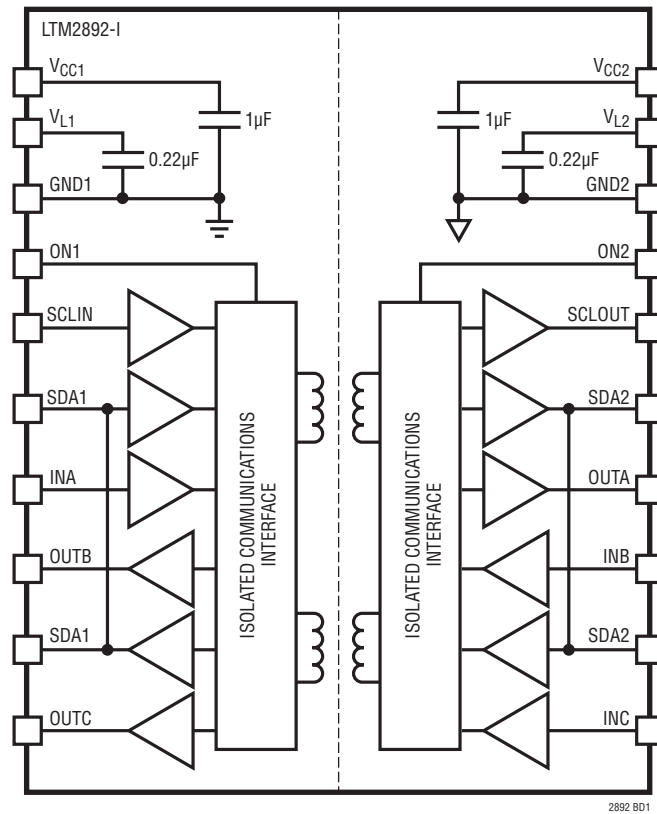 LTM2892-I
VCC1
VCC2
1µF
1µF
VL1
VL2
0.22µF
0.22µF
GND1
GND2
ON1
ON2
SCLIN
SCLOUT
SDA1
SDA2
INA
OUTA
ISOLATED COMMUNICATIONS
INTERFACE
ISOLATED COMMUNICATIONS
INTERFACE
OUTB
INB
SDA1
SDA2
OUTC
INC
2892 BD1